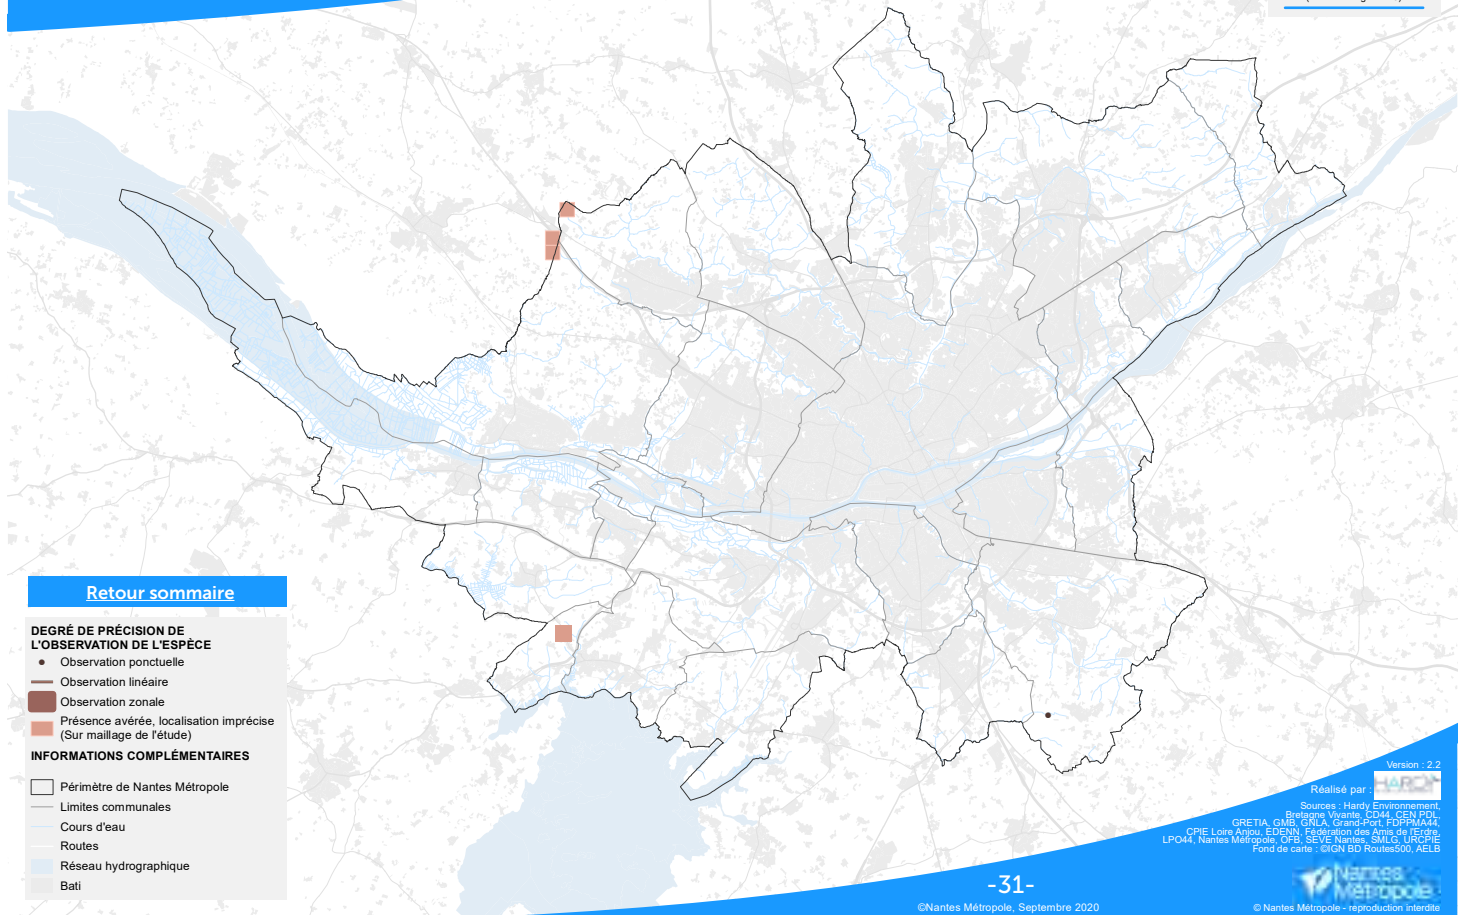 Retour sommaire
DEGRÉ DE PRÉCISION DE
L'OBSERVATION DE L'ESPÈCE
Observation ponctuelle
Observation linéaire
Observation zonale
Présence avérée, localisation imprécise
(Sur maillage de l'étude)
INFORMATIONS COMPLÉMENTAIRES
Périmètre de Nantes Métropole
Limites communales
Cours d'eau
Routes
Réseau hydrographique
Bati
Version : 2.2
Réalisé par :
HARDY
Sources : Hardy Environnement,
Bretagne Vivante, CD44, CEN PDL,
GRETIA, GMB, GNLA, Grand-Port, FDPPMA44,
CPIE Loire Anjou, EDENN, Fédération des Amis de l'Erdre,
LPO44, Nantes Métropole, OFB, SEVE Nantes, SMLG, URCPIE
Fond de carte : ©IGN BD Routes500, AELB
Nantes
Métropole
-31-
©Nantes Métropole, Septembre 2020
© Nantes Métropole - reproduction interdite